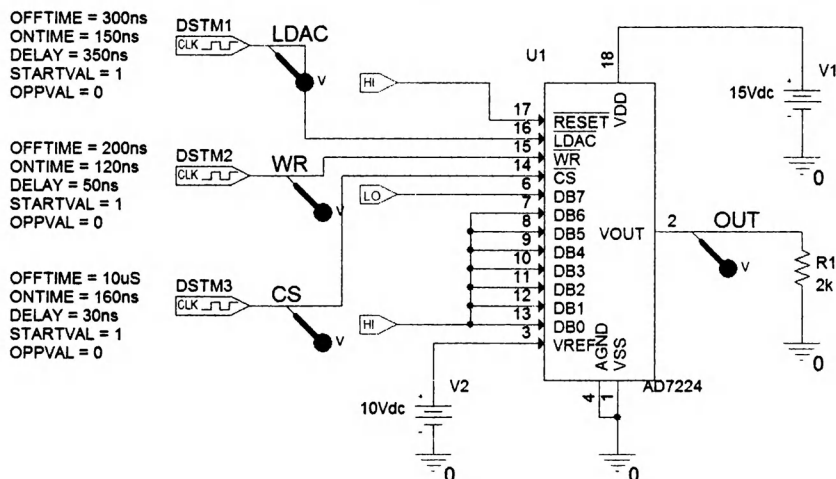 OFFTIME = 300ns
ONTIME = 150ns
DELAY = 350ns
STARTVAL = 1
OPPVAL = 0
DSTM1
CLK
LDAC
V
OFFTIME = 200ns
ONTIME = 120ns
DELAY = 50ns
STARTVAL = 1
OPPVAL = 0
DSTM2
CLK
WR
V
OFFTIME = 10uS
ONTIME = 160ns
DELAY = 30ns
STARTVAL = 1
OPPVAL = 0
DSTM3
CLK
CS
V
HI
LO
HI
U1
18
VDD
17
RESET
16
LDAC
15
WR
14
CS
6
DB7
7
DB6
8
DB5
9
DB4
10
DB3
11
DB2
12
DB1
13
DB0
3
VREF
VOUT
2
OUT
V
AGND
VSS
4
1
AD7224
V1
15Vdc
0
R1
2k
0
V2
10Vdc
0
0